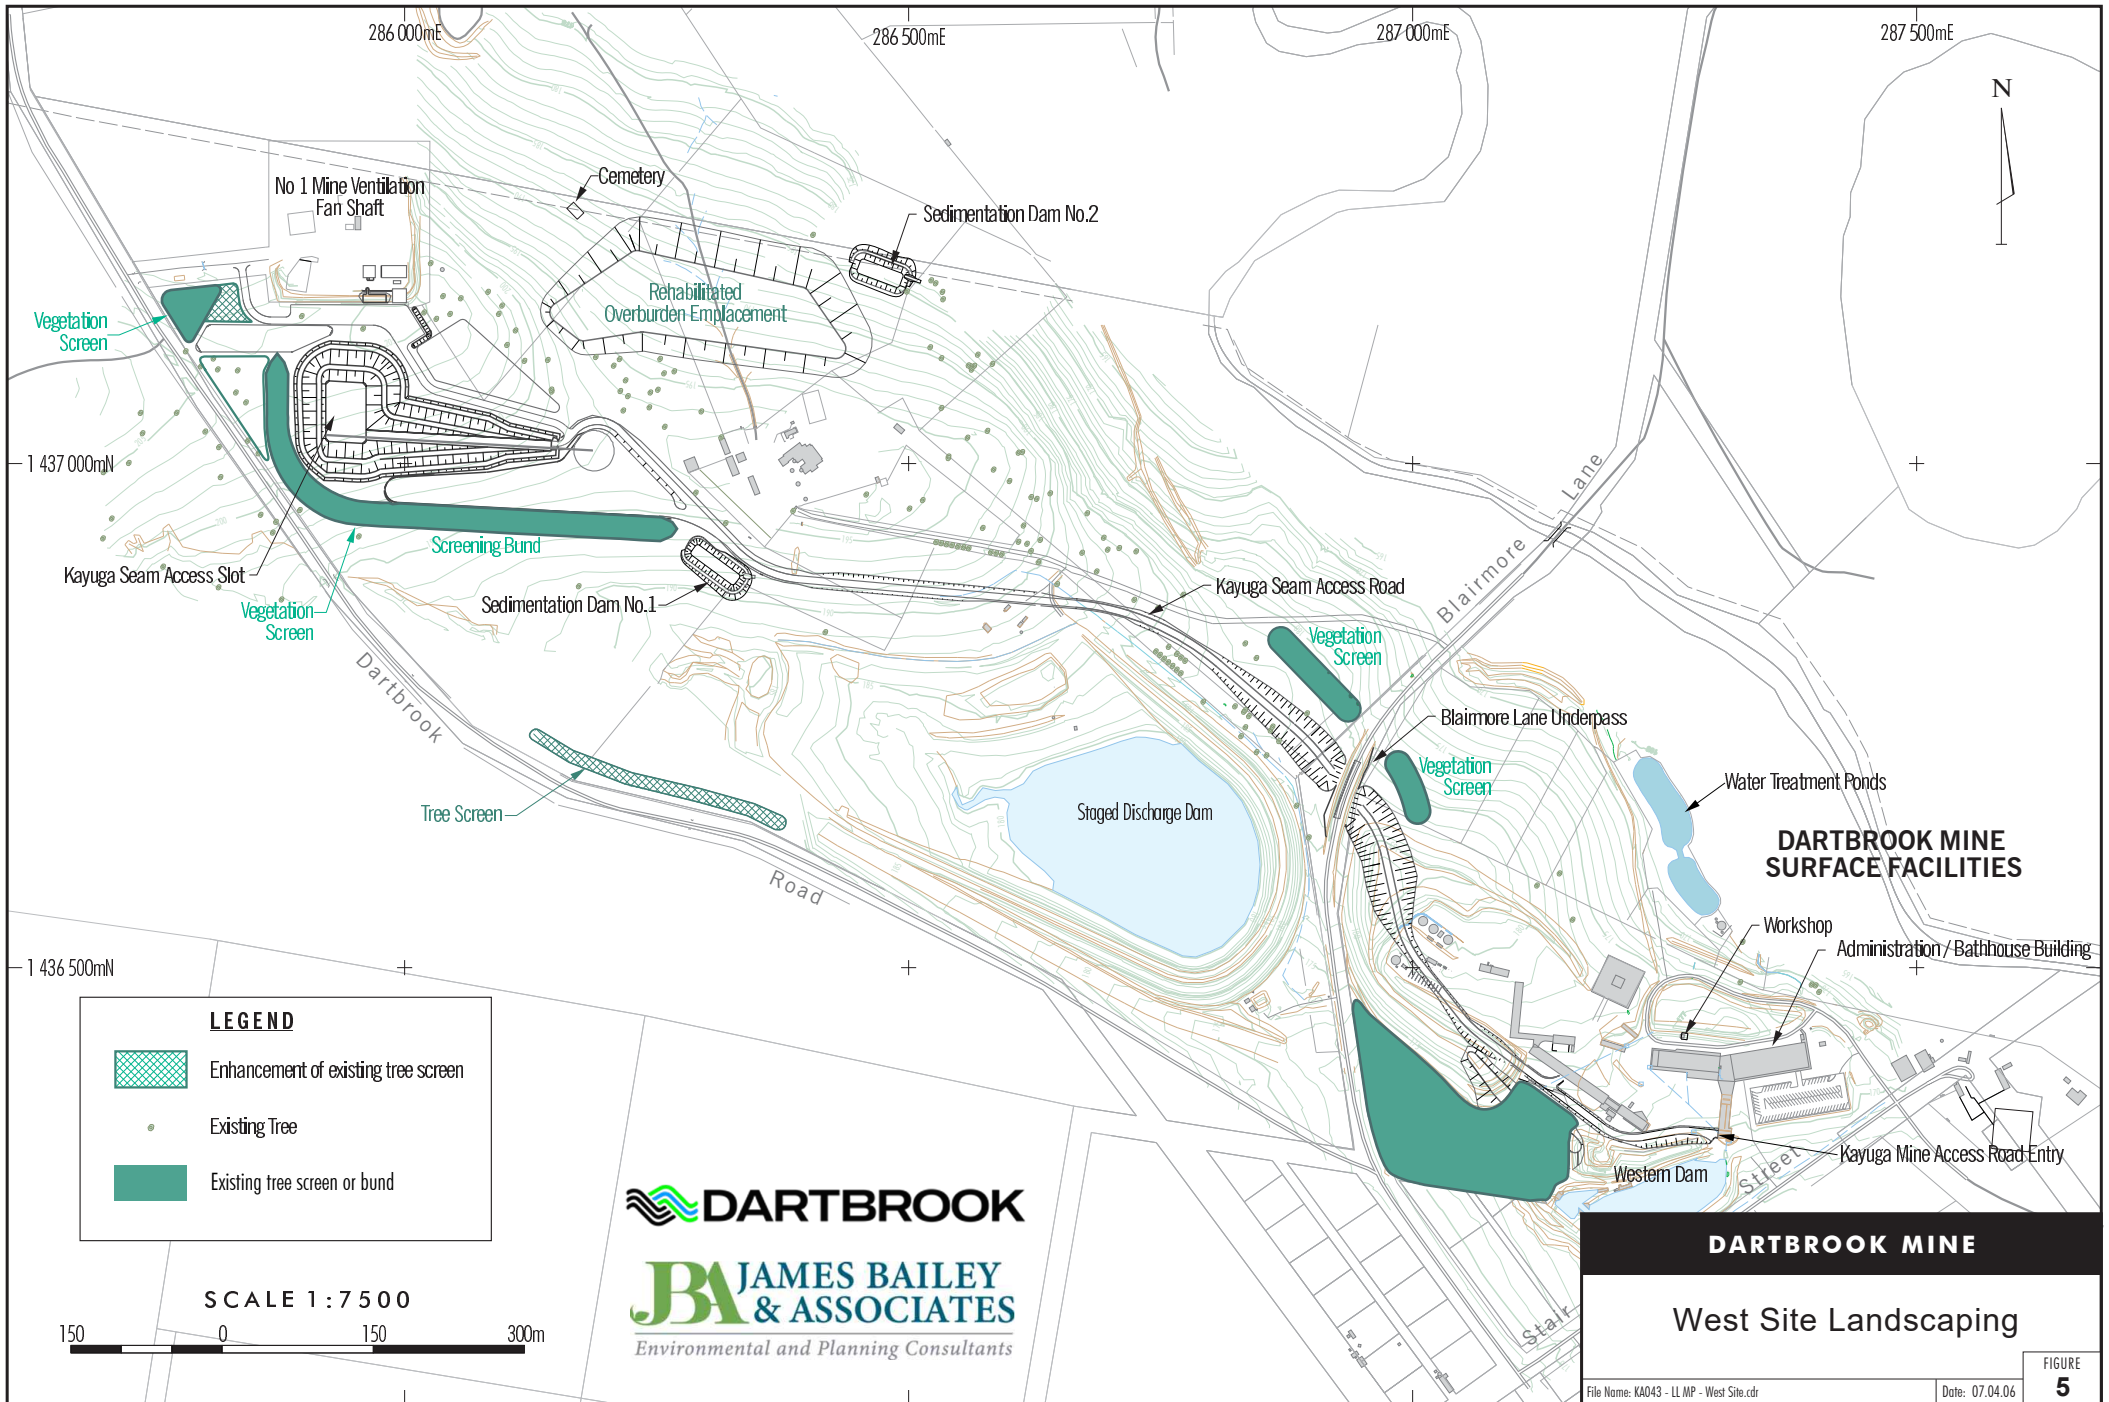 286 000mE
286 500mE
287 000mE
287 500mE
N
No 1 Mine Ventilation
Fan Shaft
Cemetery
Sedimentation Dam No.2
Rehabilitated
Overburden Emplacement
Vegetation
Screen
1 437 000mN
Screening Bund
Kayuga Seam Access Slot
Vegetation
Screen
Sedimentation Dam No.1
Kayuga Seam Access Road
Blairmore Lane
Vegetation
Screen
Dartbrook Road
Blairmore Lane Underpass
Vegetation
Screen
Tree Screen
Staged Discharge Dam
Water Treatment Ponds
DARTBROOK MINE
SURFACE FACILITIES
Workshop
Administration / Bathhouse Building
1 436 500mN
LEGEND
Enhancement of existing tree screen
Existing Tree
Existing tree screen or bund
Western Dam
Kayuga Mine Access Road Entry
Stair Street
SCALE 1:7500
150 0 150 300m
DARTBROOK
JBA JAMES BAILEY
& ASSOCIATES
Environmental and Planning Consultants
DARTBROOK MINE
West Site Landscaping
File Name: KA043 - LL MP - West Site.cdr
Date: 07.04.06
FIGURE
5